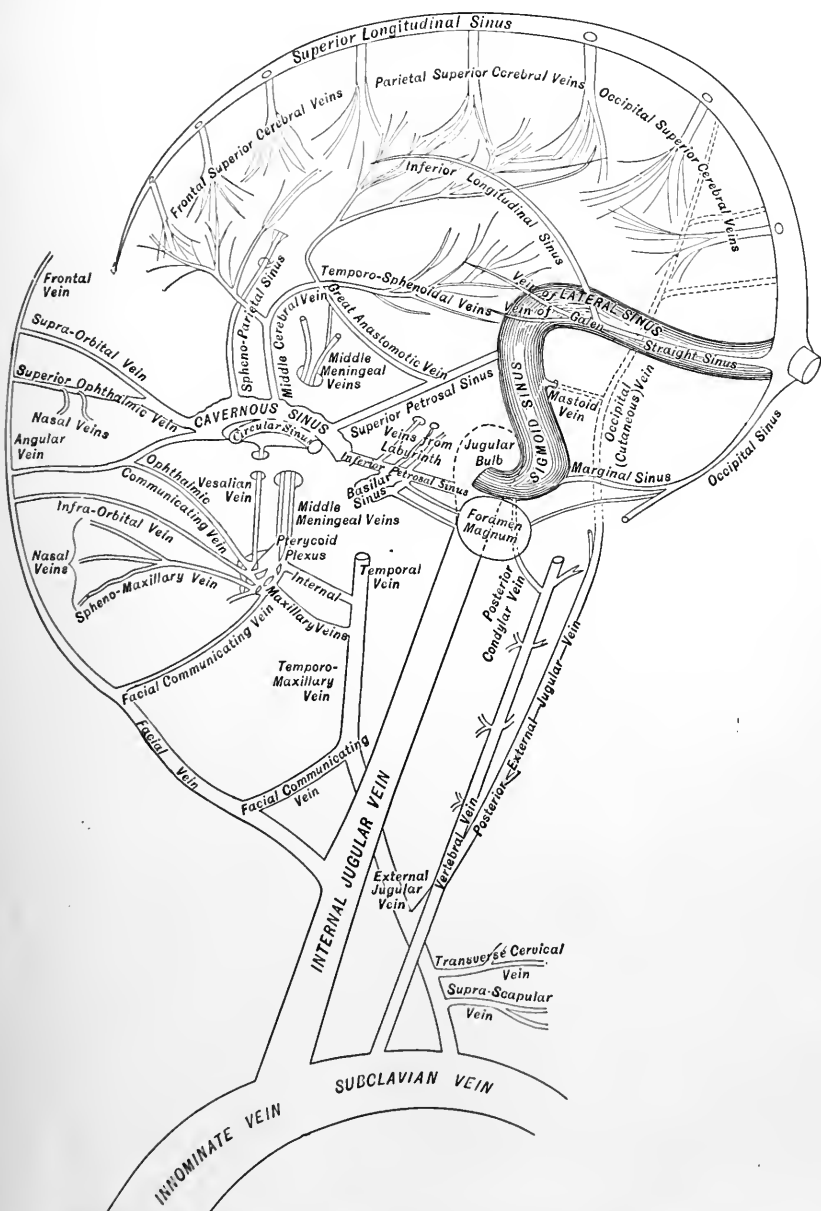 Superior Longitudinal Sinus
Frontal Superior Cerebral Veins
Parietal Superior Cerebral Veins
Occipital Superior Cerebral Veins
Inferior Longitudinal Sinus
Frontal
Vein
Supra-Orbital Vein
Superior Ophthalmic Vein
Nasal Veins
Angular
Vein
Spheno-Parietal Sinus
Middle Cerebral Vein
Temporo-Sphenoidal Veins
Great Anastomotic Vein
Middle
Meningeal
Veins
Vein of
Vein of Galen
LATERAL SINUS
Straight Sinus
SIGMOID SINUS
Mastoid
Vein
Occipital
(Cutaneous) Vein
CAVERNOUS SINUS
Circular Sinus
Superior Petrosal Sinus
Veins from
Labyrinth
Inferior Petrosal Sinus
Basilar
Sinus
Jugular
Bulb
Marginal Sinus
Occipital Sinus
Foramen
Magnum
Ophthalmic
Communicating Vein
Vesalian
Vein
Middle
Meningeal Veins
Infra-Orbital Vein
Nasal
Veins
Spheno-Maxillary Vein
Pterycoid
Plexus
Internal
Maxillary Veins
Temporal
Vein
Posterior
Condylar Vein
Facial Communicating Vein
Temporo-
Maxillary
Vein
Facial Vein
Facial Communicating
Vein
INTERNAL JUGULAR VEIN
External
Jugular
Vein
Vertebral Vein
Posterior External Jugular Vein
Transverse Cervical
Vein
Supra-Scapular
Vein
SUBCLAVIAN VEIN
INNOMINATE VEIN